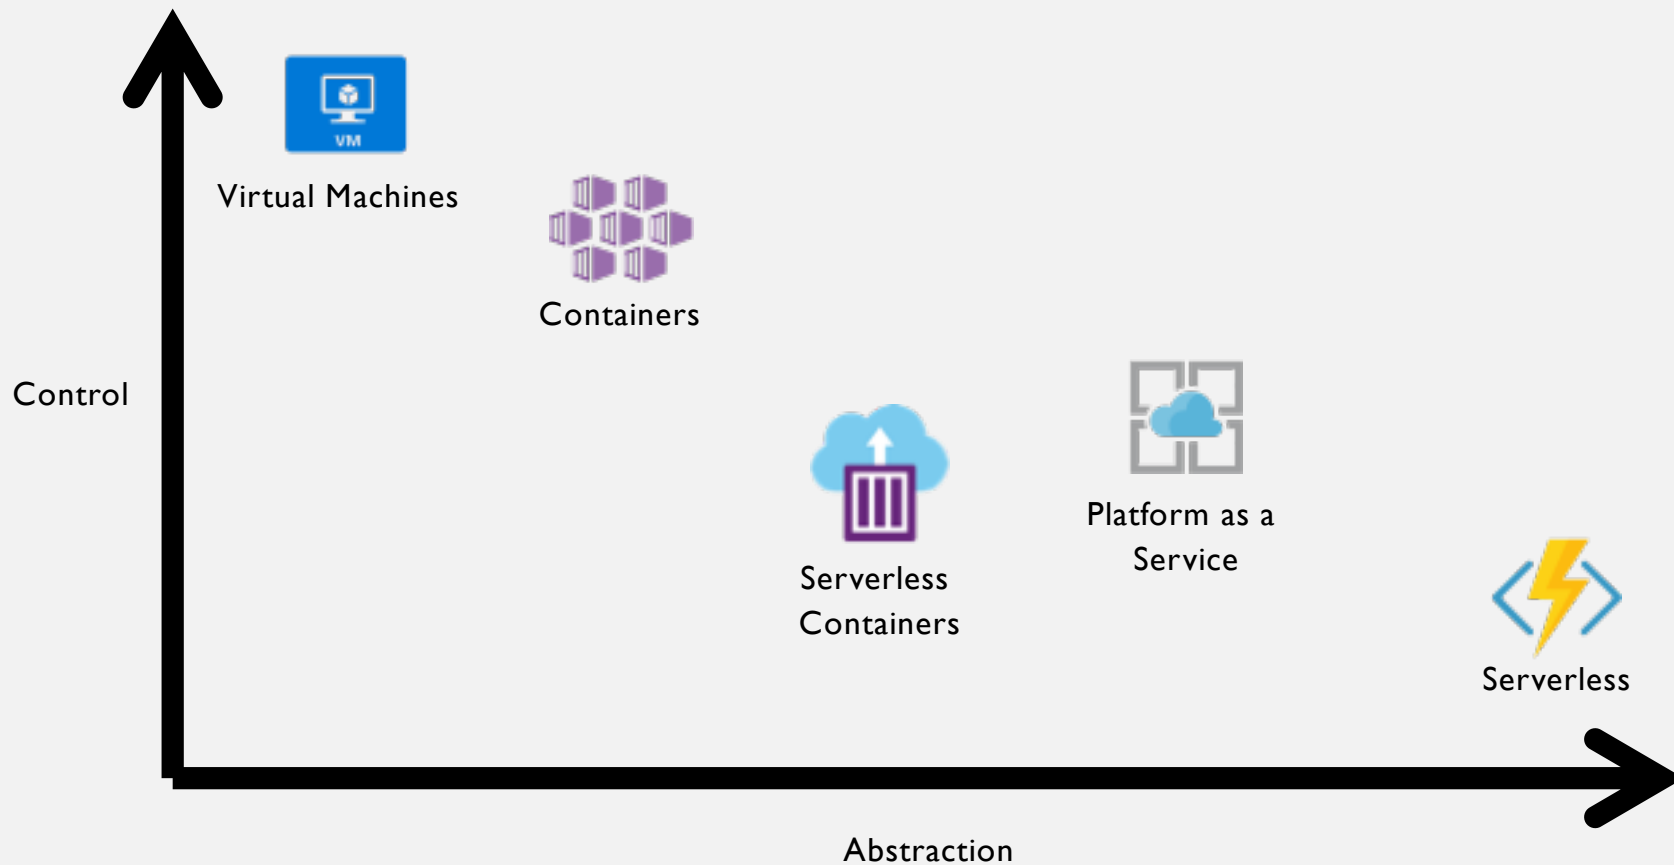 VM
Virtual Machines
Containers
Control
Platform as a
Service
Serverless
Containers
Serverless
Abstraction